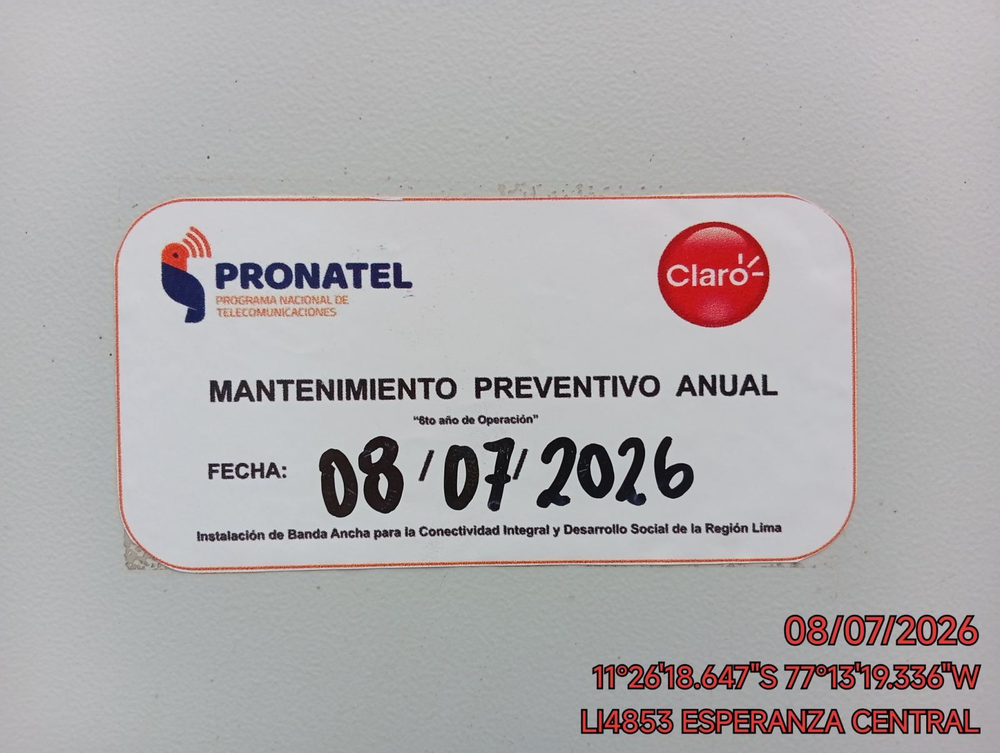 PRONATEL
PROGRAMA NACIONAL DE
TELECOMUNICACIONES
Claro
MANTENIMIENTO PREVENTIVO ANUAL
"6to año de Operación"
FECHA: 08/07/2026
Instalación de Banda Ancha para la Conectividad Integral y Desarrollo Social de la Región Lima
08/07/2026
11°26'18.647"S 77°13'19.336"W
LI4853 ESPERANZA CENTRAL